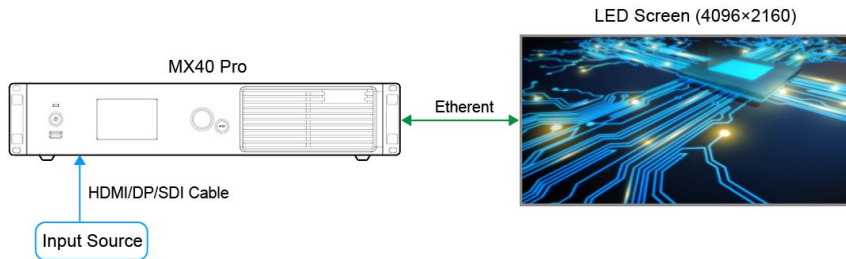 LED Screen (4096×2160)
MX40 Pro
Etherent
HDMI/DP/SDI Cable
Input Source